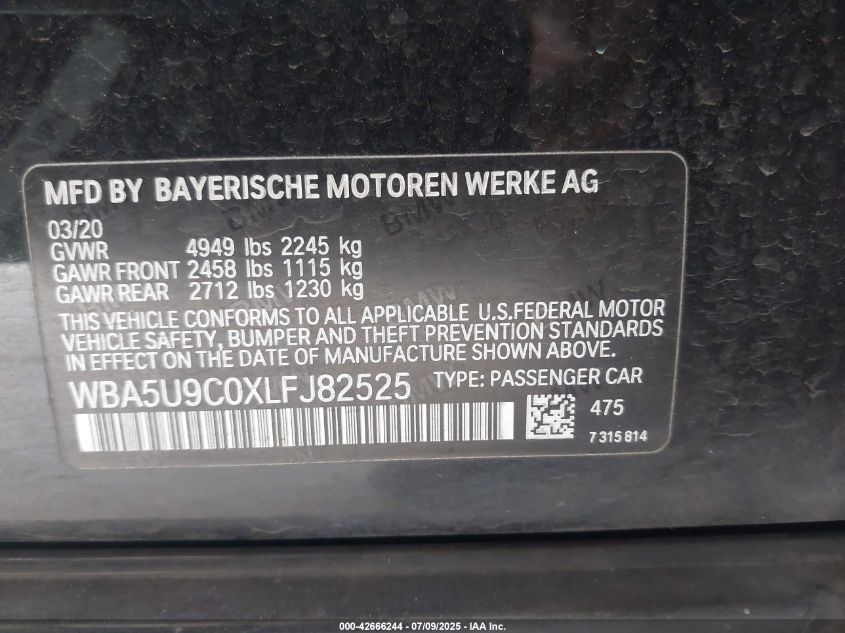 MFD BY BAYERISCHE MOTOREN WERKE AG
03/20
GVWR 4949 lbs 2245 kg
GAWR FRONT 2458 lbs 1115 kg
GAWR REAR 2712 lbs 1230 kg
THIS VEHICLE CONFORMS TO ALL APPLICABLE U.S.FEDERAL MOTOR
VEHICLE SAFETY, BUMPER AND THEFT PREVENTION STANDARDS
IN EFFECT ON THE DATE OF MANUFACTURE SHOWN ABOVE.
WBA5U9C0XLFJ82525 TYPE: PASSENGER CAR
475
7 315 814
000-42666244 | 07/09/2025 - IAA Inc.